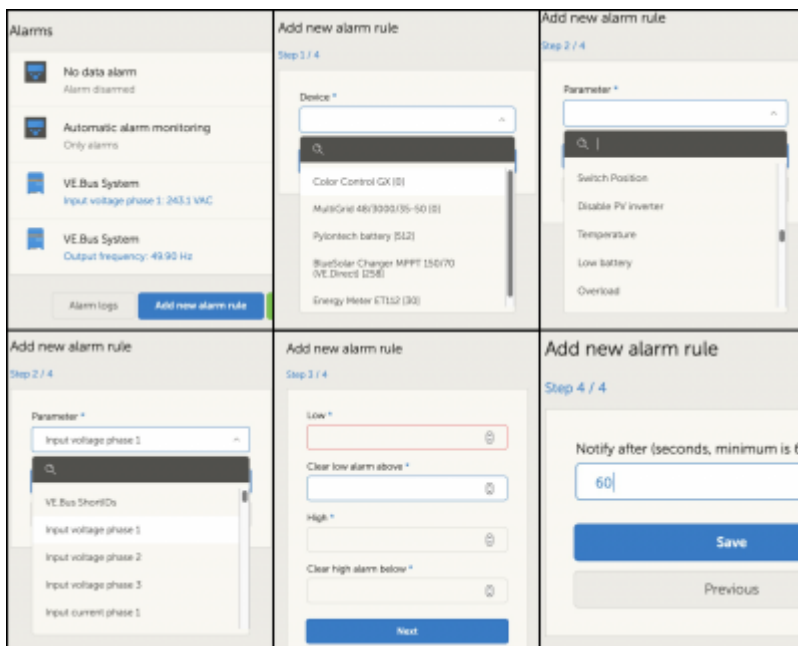 Alarms
No data alarm
Alarm disarmed
Automatic alarm monitoring
Only alarms
VE.Bus System
Input voltage phase 1: 243.1 VAC
VE.Bus System
Output frequency: 49.90 Hz
Alarm logs
Add new alarm rule
Add new alarm rule
Step 1 / 4
Device *
Color Control GX [0]
MultiGrid 48/3000/35-50 [0]
Pylontech battery [512]
BlueSolar Charger MPPT 150/70
(VE.Direct) [258]
Energy Meter ET112 [30]
Add new alarm rule
Step 2 / 4
Parameter *
Switch Position
Disable PV inverter
Temperature
Low battery
Overload
Add new alarm rule
Step 2 / 4
Parameter *
Input voltage phase 1
VE.Bus ShortIDs
Input voltage phase 1
Input voltage phase 2
Input voltage phase 3
Input current phase 1
Add new alarm rule
Step 3 / 4
Low *
Clear low alarm above *
High *
Clear high alarm below *
Next
Add new alarm rule
Step 4 / 4
Notify after (seconds, minimum is 6
60
Save
Previous